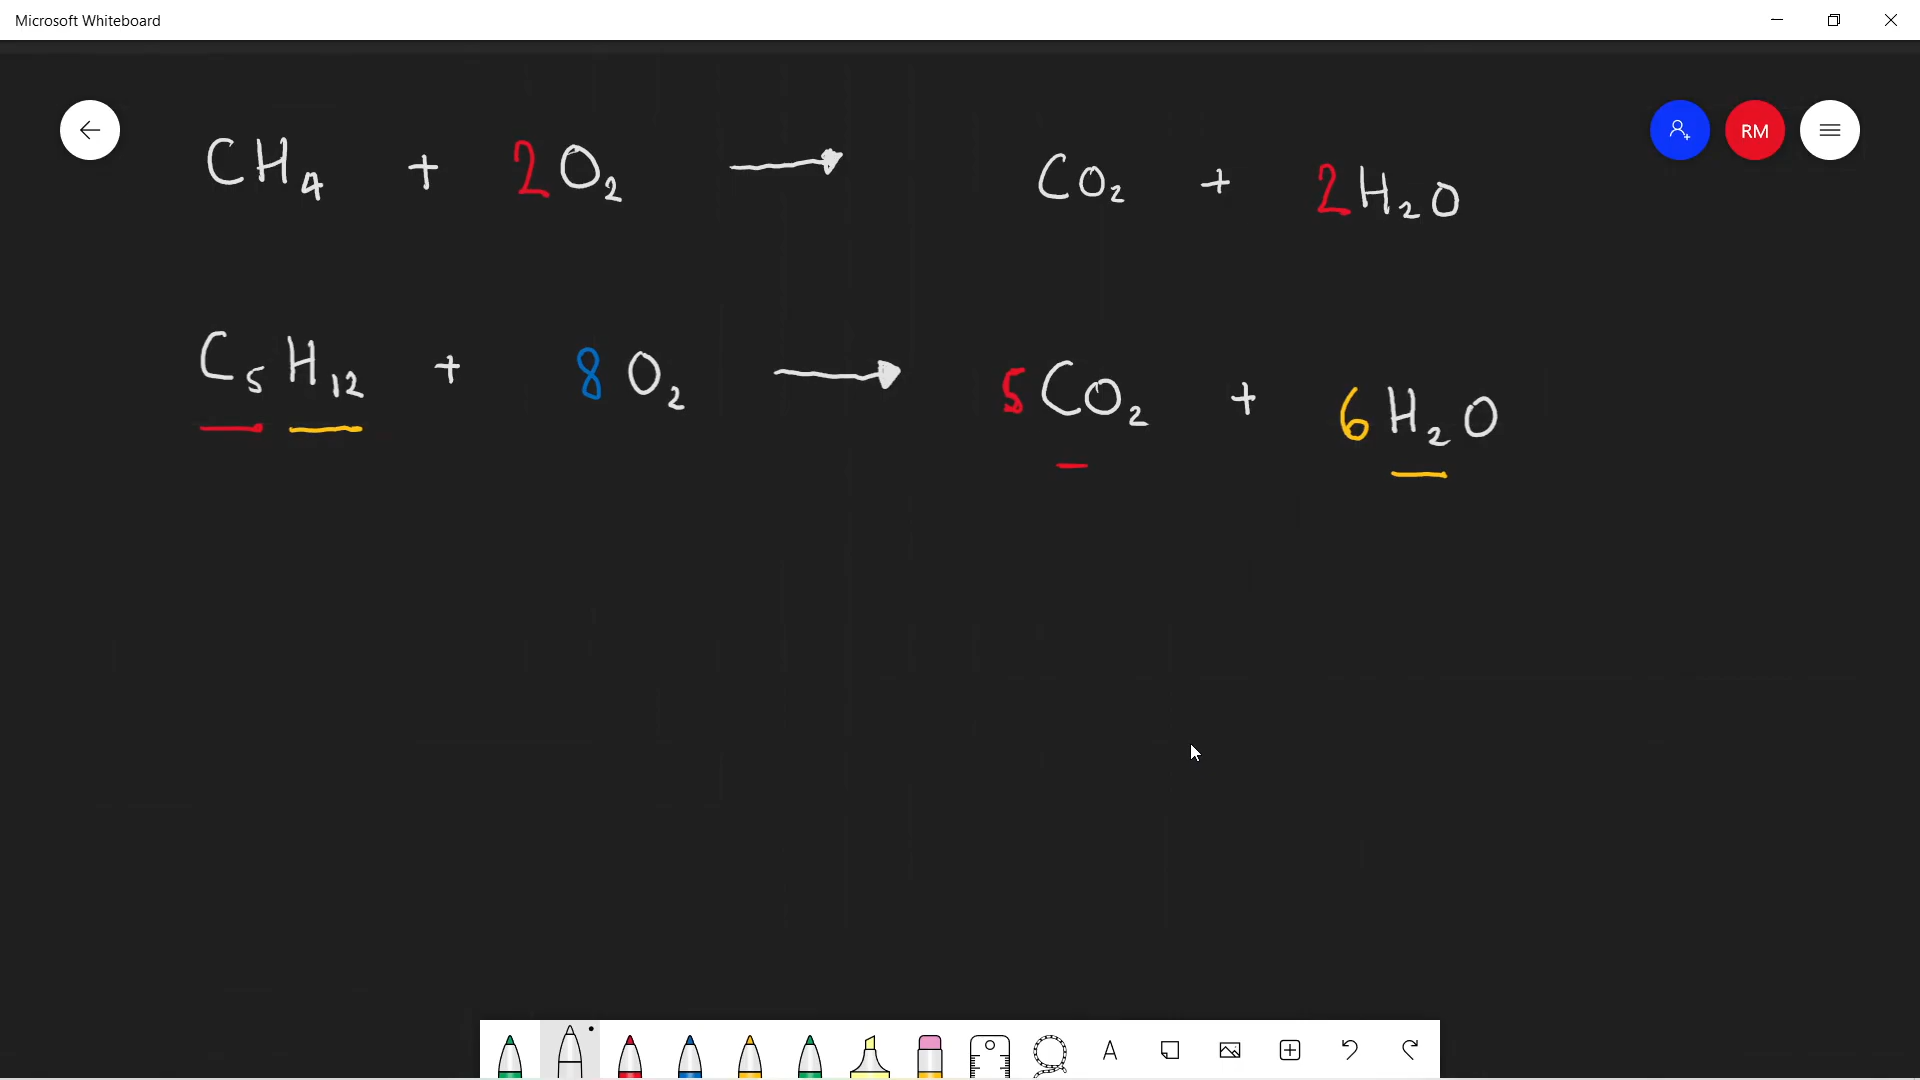 Microsoft Whiteboard
RM
CH₄ + 2O₂ → CO₂ + 2H₂O
C₅H₁₂ + 8O₂ → 5CO₂ + 6H₂O
A